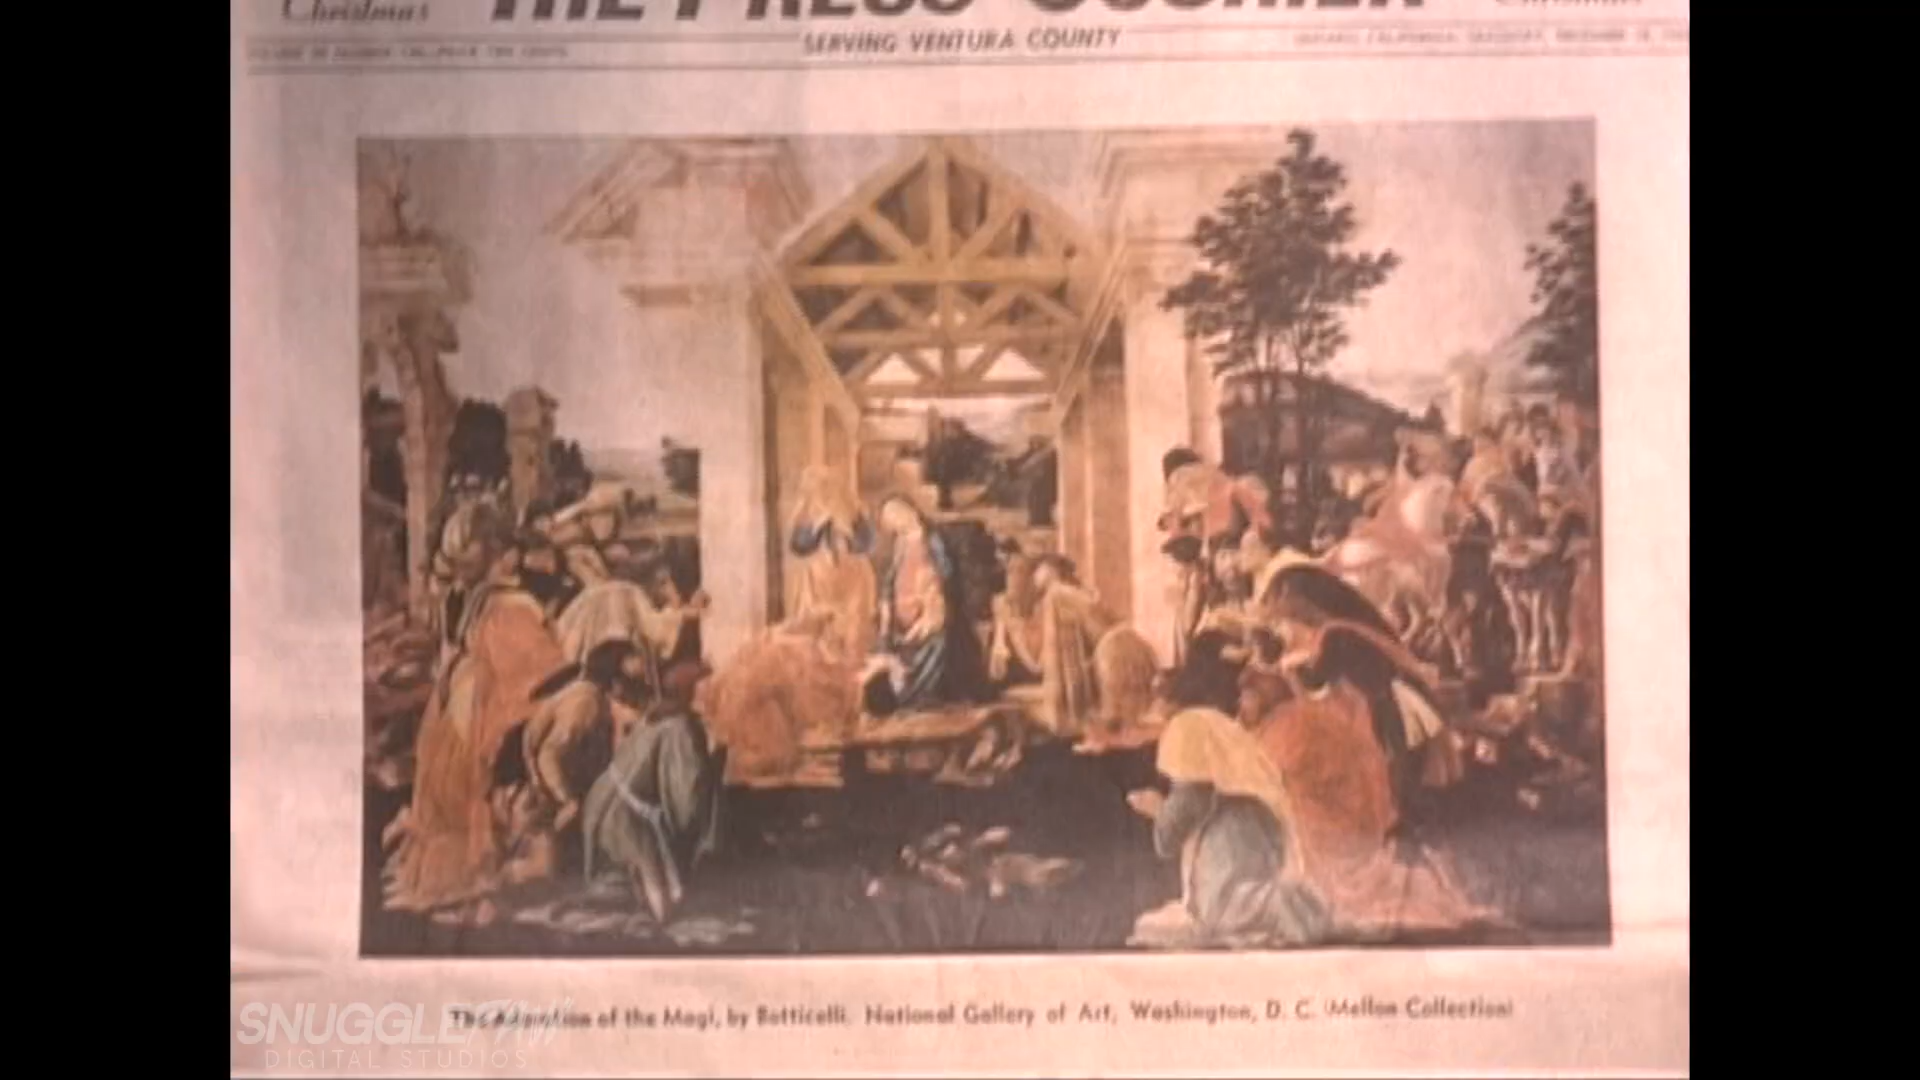 Christmas THE PRESS COURIER Christmas
SERVING VENTURA COUNTY
The Adoration of the Magi, by Botticelli. National Gallery of Art, Washington, D. C. (Mellon Collection)
SNUGGLE
DIGITAL STUDIOS